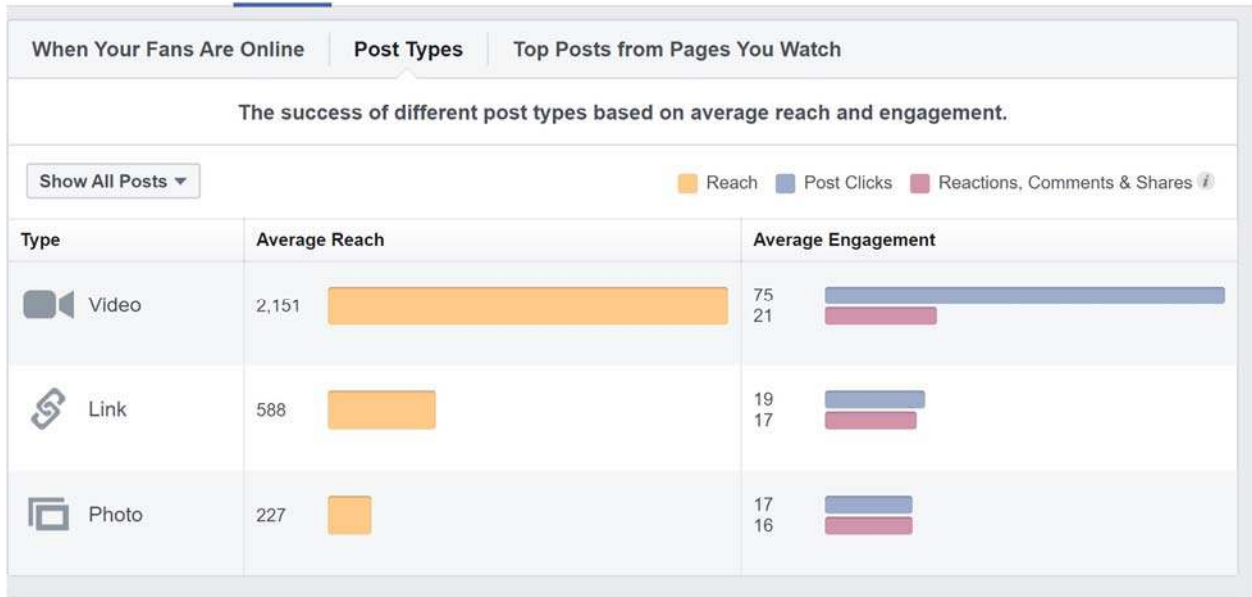 When Your Fans Are Online Post Types Top Posts from Pages You Watch
The success of different post types based on average reach and engagement.
Show All Posts Reach Post Clicks Reactions, Comments & Shares i
Type Average Reach Average Engagement
Video 2,151 75
21
Link 588 19
17
Photo 227 17
16